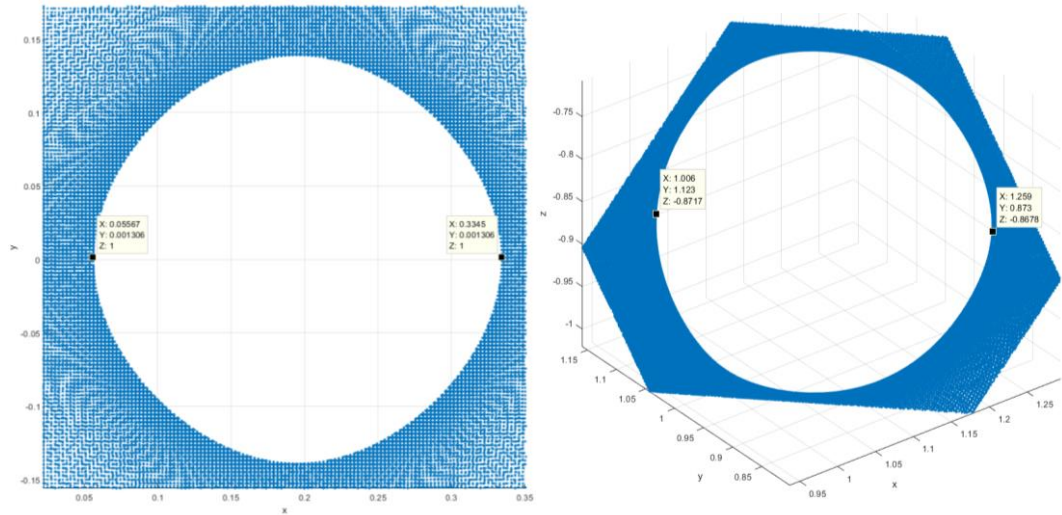 0.15
0.1
0.05
0
-0.05
-0.1
-0.15
y
0.05
0.1
0.15
0.2
0.25
0.3
0.35
x
X: 0.05567
Y: 0.001306
Z: 1
X: 0.3345
Y: 0.001306
Z: 1
-0.75
-0.8
-0.85
-0.9
-0.95
-1
z
X: 1.006
Y: 1.123
Z: -0.8717
X: 1.259
Y: 0.873
Z: -0.8678
1.15
1.1
1.05
1
0.95
0.9
0.85
y
0.95
1
1.05
1.1
1.15
1.2
1.25
x